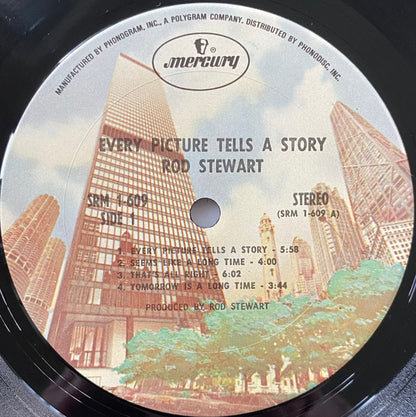 MANUFACTURED BY PHONOGRAM, INC., A POLYGRAM COMPANY. DISTRIBUTED BY PHONODISC, INC.
mercury
EVERY PICTURE TELLS A STORY
ROD STEWART
SRM 1-609
SIDE 1
STEREO
(SRM 1-609 A)
1. EVERY PICTURE TELLS A STORY - 5:58
2. SEEMS LIKE A LONG TIME - 4:00
3. THAT'S ALL RIGHT - 6:02
4. TOMORROW IS A LONG TIME - 3:44
PRODUCED BY ROD STEWART